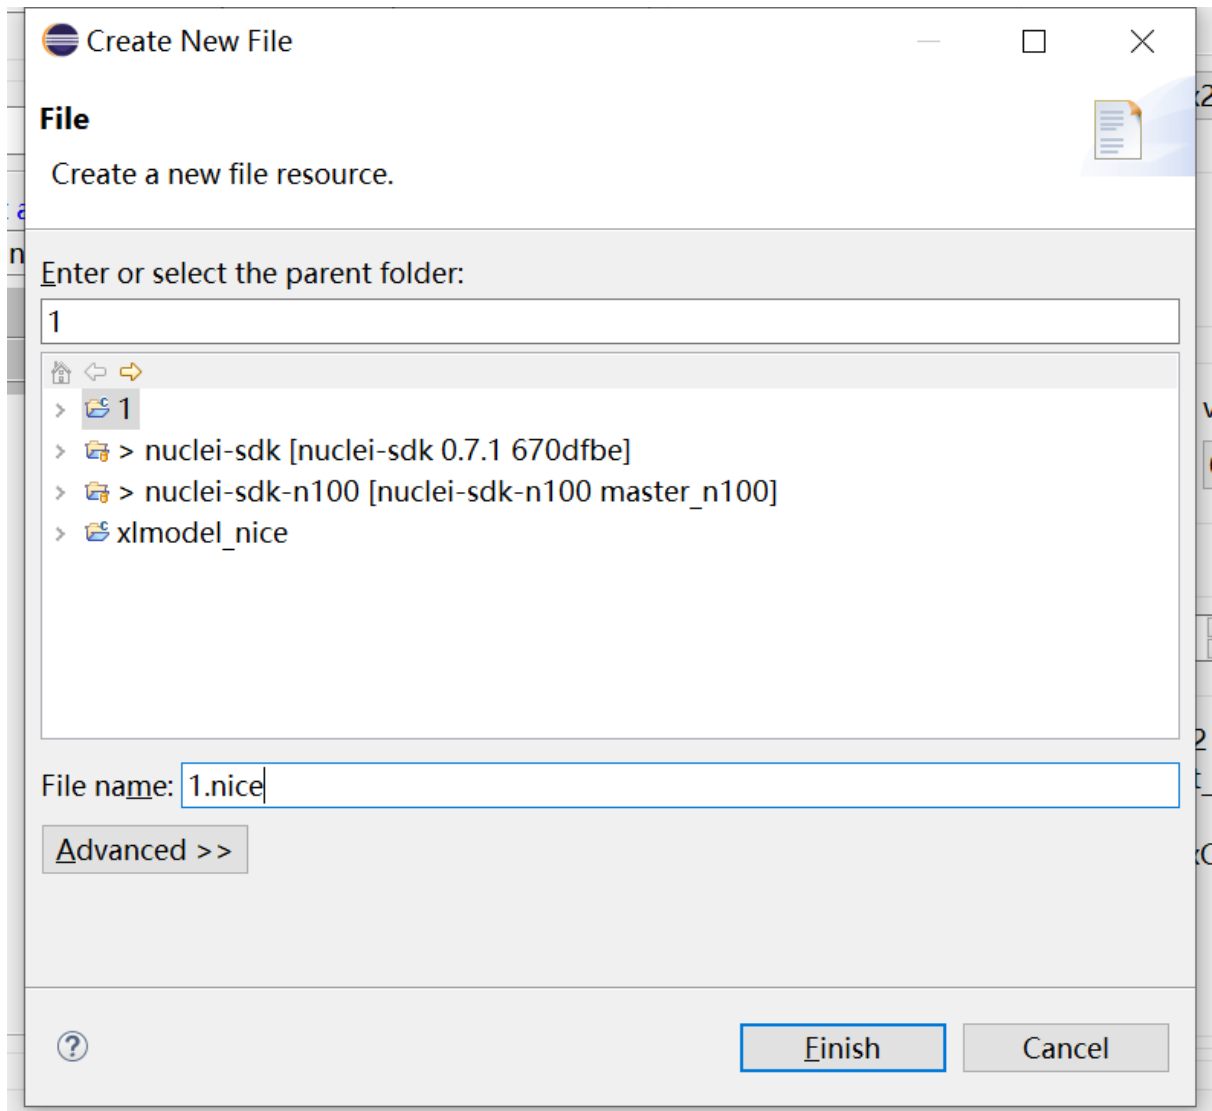 Create New File
File
Create a new file resource.
Enter or select the parent folder:
1
1
> nuclei-sdk [nuclei-sdk 0.7.1 670dfbe]
> nuclei-sdk-n100 [nuclei-sdk-n100 master_n100]
xlmodel_nice
File name: 1.nice
Advanced >>
Finish
Cancel